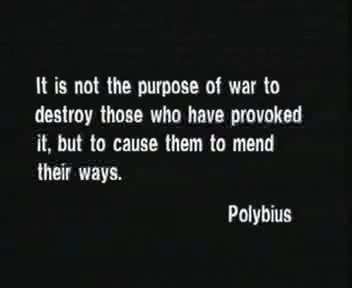 It is not the purpose of war to
destroy those who have provoked
it, but to cause them to mend
their ways.
Polybius